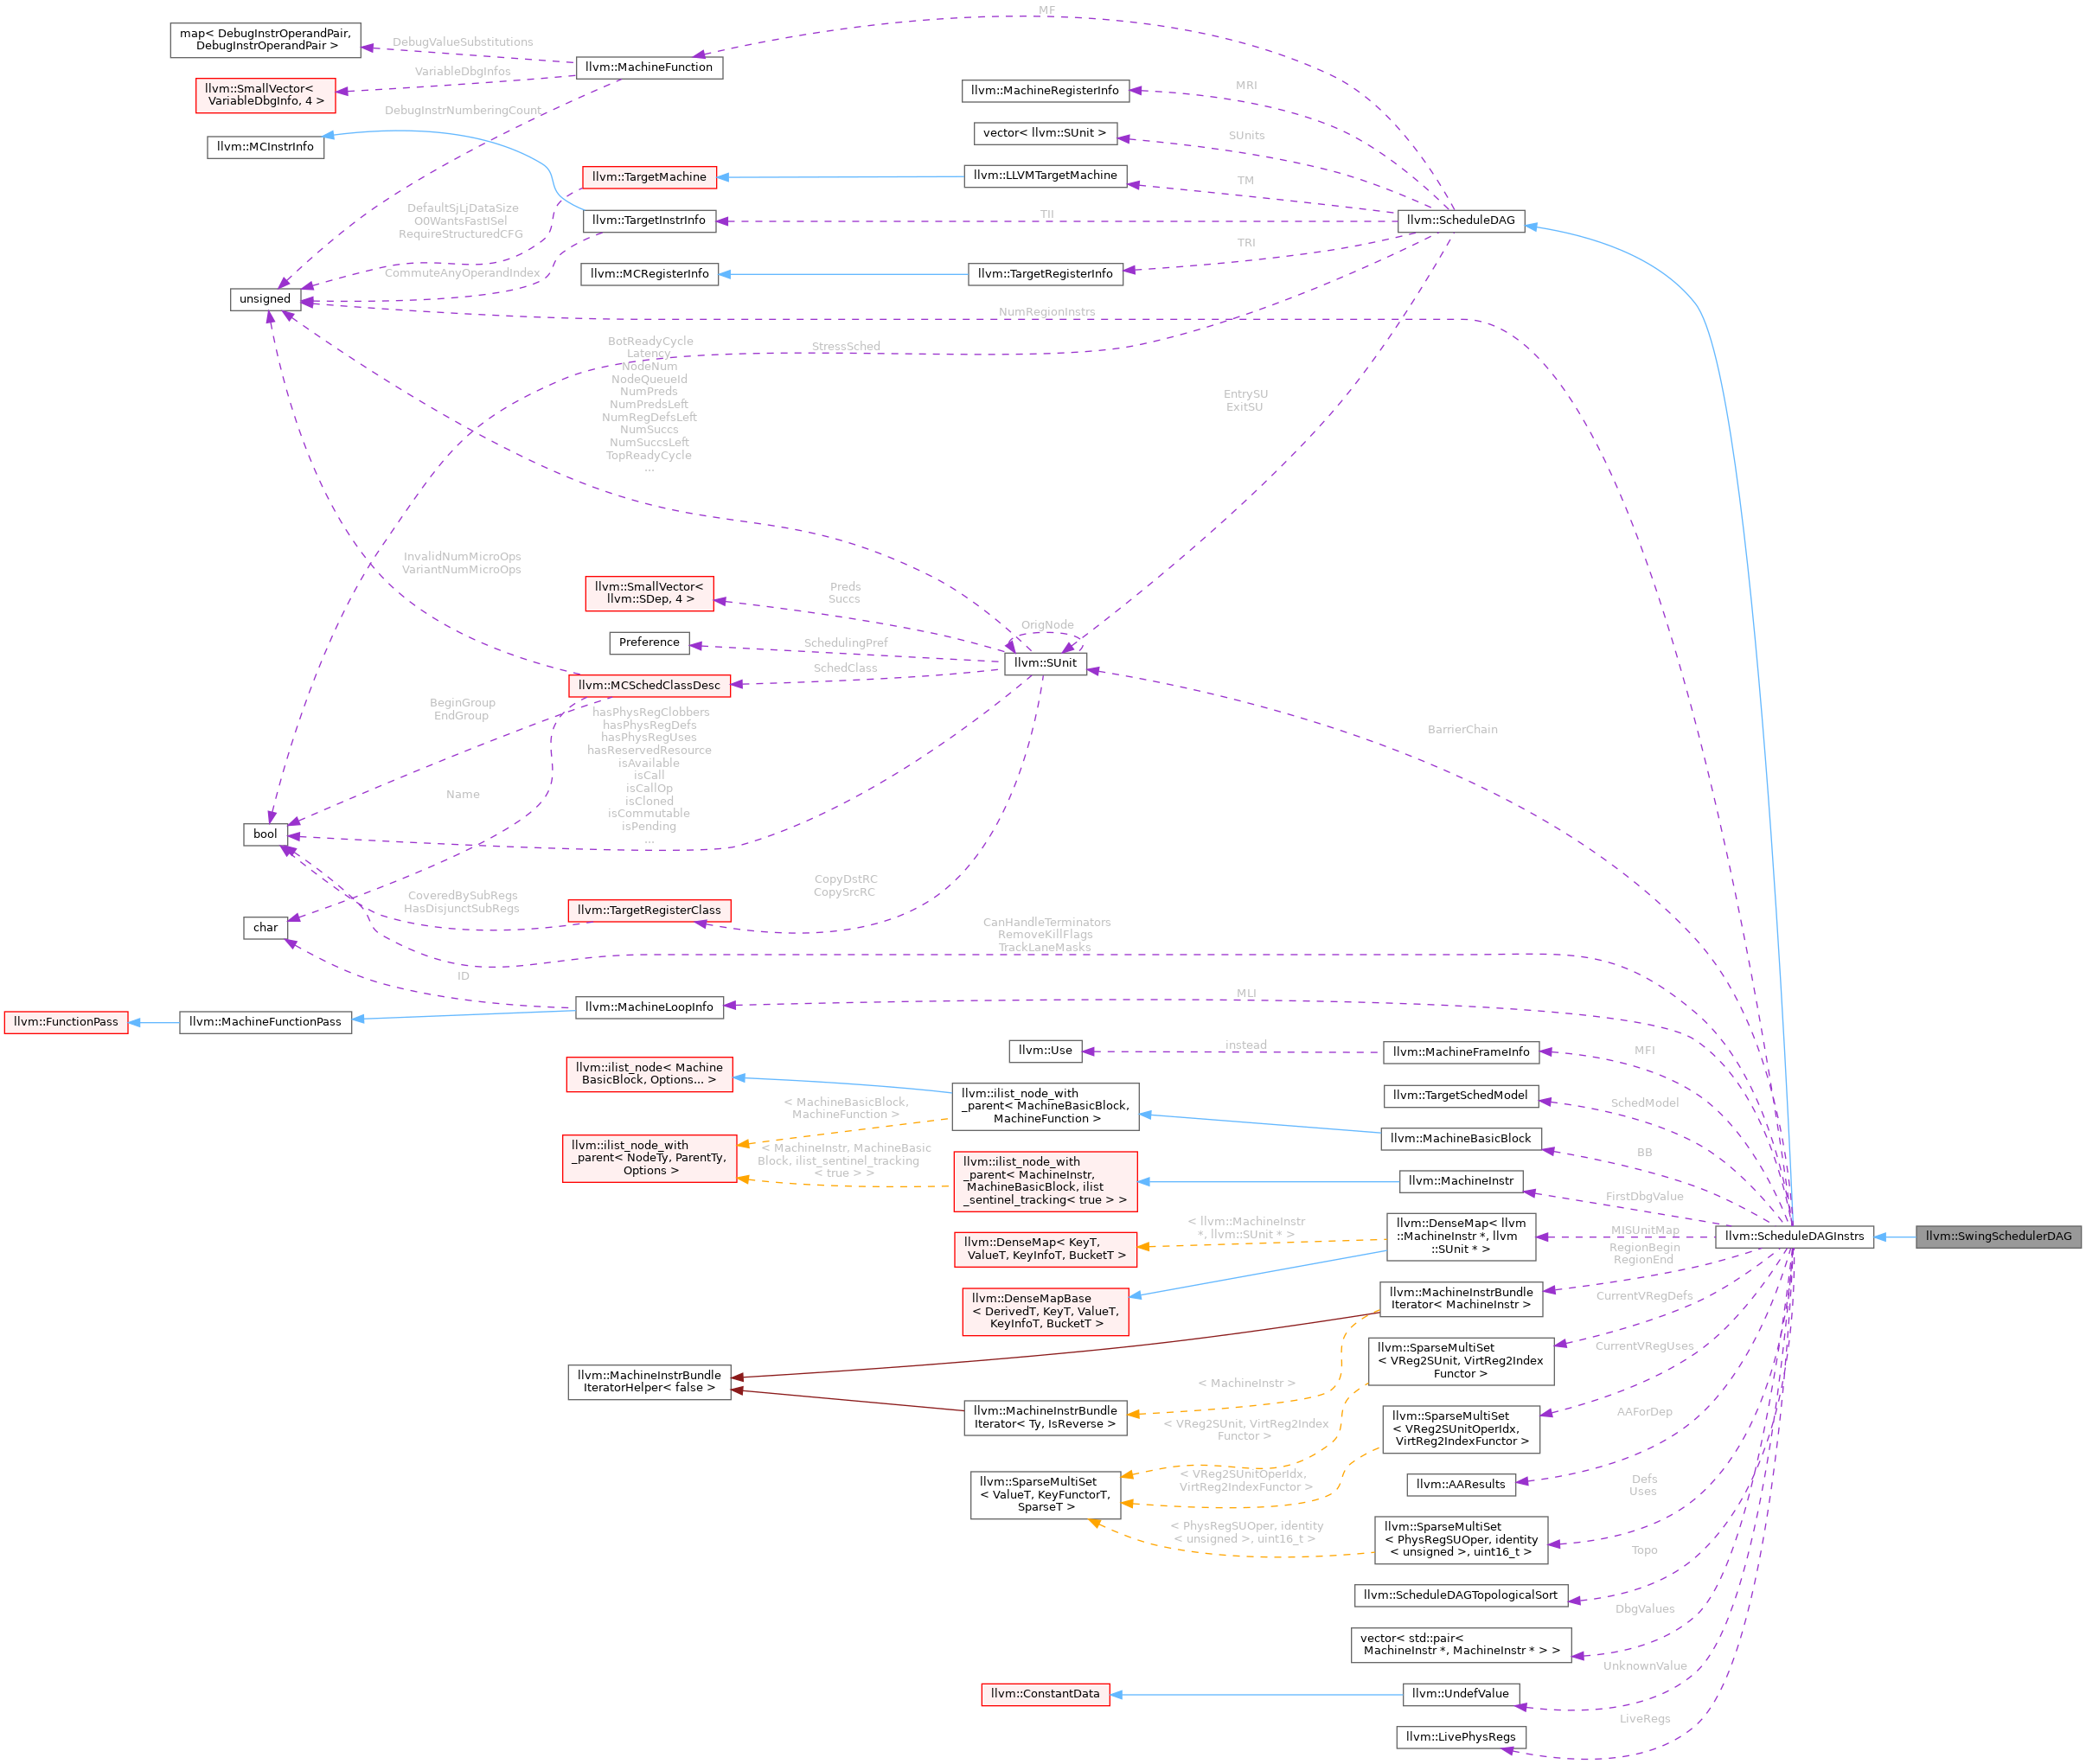 MF
map< DebugInstrOperandPair,
DebugInstrOperandPair >
DebugValueSubstitutions
llvm::MachineFunction
llvm::SmallVector<
VariableDbgInfo, 4 >
VariableDbgInfos
llvm::MachineRegisterInfo
MRI
DebugInstrNumberingCount
vector< llvm::SUnit >
SUnits
llvm::MCInstrInfo
llvm::TargetMachine
llvm::LLVMTargetMachine
TM
DefaultSjLjDataSize
O0WantsFastISel
RequireStructuredCFG
llvm::TargetInstrInfo
TII
llvm::ScheduleDAG
TRI
CommuteAnyOperandIndex
llvm::MCRegisterInfo
llvm::TargetRegisterInfo
unsigned
NumRegionInstrs
BotReadyCycle
Latency
NodeNum
NodeQueueId
NumPreds
NumPredsLeft
NumRegDefsLeft
NumSuccs
NumSuccsLeft
TopReadyCycle
...
StressSched
EntrySU
ExitSU
InvalidNumMicroOps
VariantNumMicroOps
llvm::SmallVector<
llvm::SDep, 4 >
Preds
Succs
OrigNode
Preference
SchedulingPref
llvm::SUnit
SchedClass
llvm::MCSchedClassDesc
BeginGroup
EndGroup
hasPhysRegClobbers
hasPhysRegDefs
hasPhysRegUses
hasReservedResource
isAvailable
isCall
isCallOp
isCloned
isCommutable
isPending
...
BarrierChain
Name
bool
CopyDstRC
CopySrcRC
CoveredBySubRegs
HasDisjunctSubRegs
llvm::TargetRegisterClass
char
CanHandleTerminators
RemoveKillFlags
TrackLaneMasks
ID
MLI
llvm::MachineLoopInfo
llvm::FunctionPass
llvm::MachineFunctionPass
llvm::Use
instead
llvm::MachineFrameInfo
MFI
llvm::ilist_node< Machine
BasicBlock, Options... >
llvm::ilist_node_with
_parent< MachineBasicBlock,
MachineFunction >
< MachineBasicBlock,
MachineFunction >
llvm::TargetSchedModel
SchedModel
llvm::MachineBasicBlock
BB
llvm::ilist_node_with
_parent< NodeTy, ParentTy,
Options >
< MachineInstr, MachineBasic
Block, ilist_sentinel_tracking
< true > >
llvm::ilist_node_with
_parent< MachineInstr,
MachineBasicBlock, ilist
_sentinel_tracking< true > >
llvm::MachineInstr
FirstDbgValue
llvm::DenseMap< KeyT,
ValueT, KeyInfoT, BucketT >
< llvm::MachineInstr
*, llvm::SUnit * >
llvm::DenseMap< llvm
::MachineInstr *, llvm
::SUnit * >
MISUnitMap
llvm::ScheduleDAGInstrs
llvm::SwingSchedulerDAG
RegionBegin
RegionEnd
llvm::DenseMapBase
< DerivedT, KeyT, ValueT,
KeyInfoT, BucketT >
llvm::MachineInstrBundle
Iterator< MachineInstr >
CurrentVRegDefs
llvm::MachineInstrBundle
IteratorHelper< false >
llvm::SparseMultiSet
< VReg2SUnit, VirtReg2Index
Functor >
CurrentVRegUses
< MachineInstr >
llvm::MachineInstrBundle
Iterator< Ty, IsReverse >
< VReg2SUnit, VirtReg2Index
Functor >
llvm::SparseMultiSet
< VReg2SUnitOperIdx,
VirtReg2IndexFunctor >
AAForDep
llvm::SparseMultiSet
< ValueT, KeyFunctorT,
SparseT >
< VReg2SUnitOperIdx,
VirtReg2IndexFunctor >
llvm::AAResults
Defs
Uses
< PhysRegSUOper, identity
< unsigned >, uint16_t >
llvm::SparseMultiSet
< PhysRegSUOper, identity
< unsigned >, uint16_t >
Topo
llvm::ScheduleDAGTopologicalSort
DbgValues
vector< std::pair<
MachineInstr *, MachineInstr * > >
UnknownValue
llvm::ConstantData
llvm::UndefValue
LiveRegs
llvm::LivePhysRegs